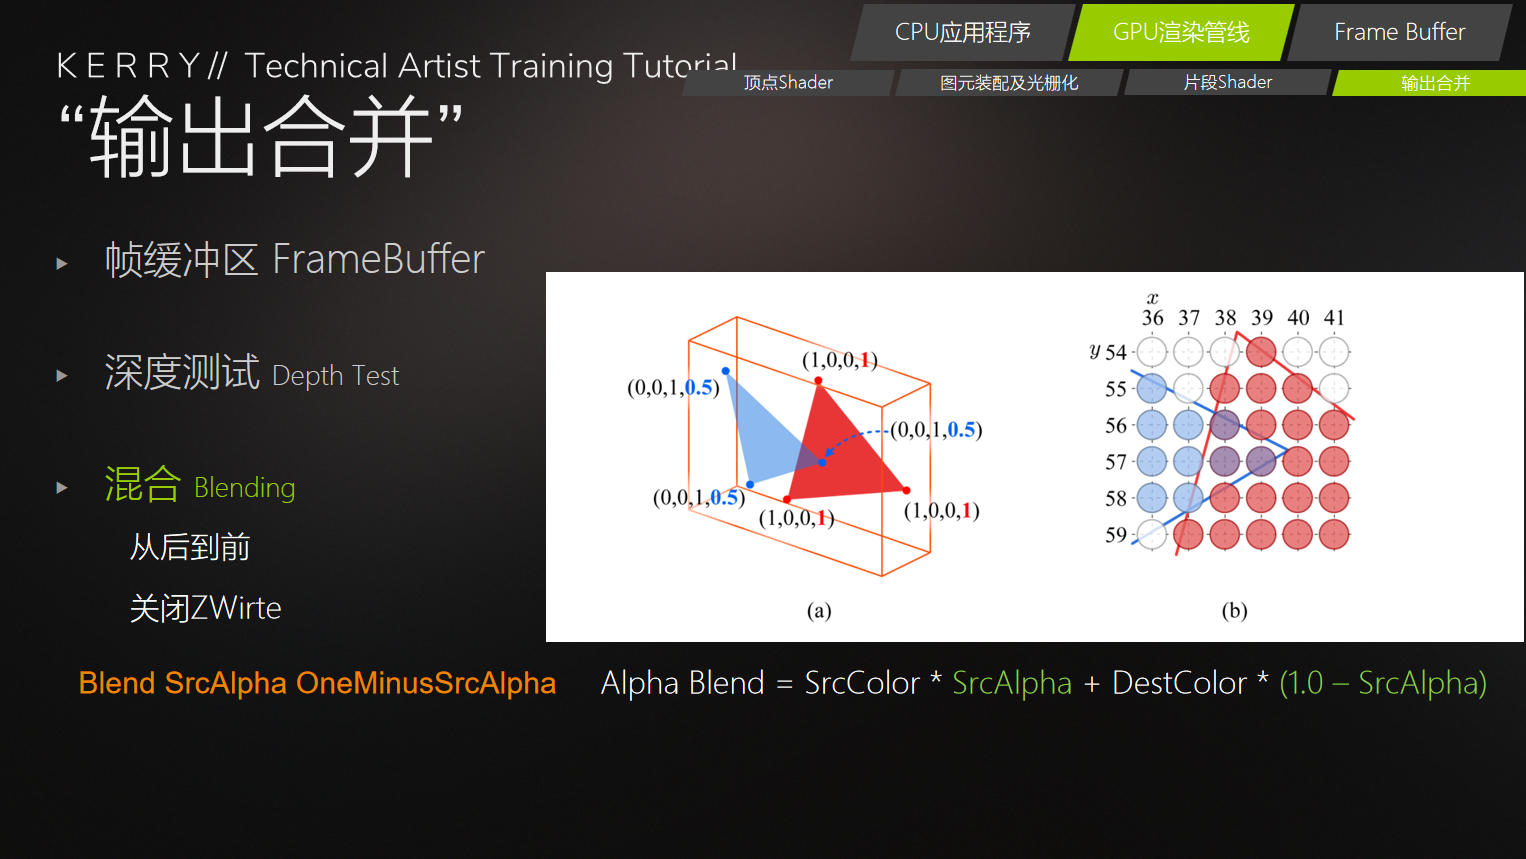 CPU应用程序 GPU渲染管线 Frame Buffer
KERRY// Technical Artist Training Tutorial
顶点Shader 图元装配及光栅化 片段Shader 输出合并
“输出合并”
帧缓冲区 FrameBuffer
深度测试 Depth Test
混合 Blending
从后到前
关闭ZWirte
(1,0,0,1)
(0,0,1,0.5)
(0,0,1,0.5)
(0,0,1,0.5)
(1,0,0,1)
(1,0,0,1)
(a)
x
36 37 38 39 40 41
y 54
55
56
57
58
59
(b)
Blend SrcAlpha OneMinusSrcAlpha
Alpha Blend = SrcColor * SrcAlpha + DestColor * (1.0 – SrcAlpha)